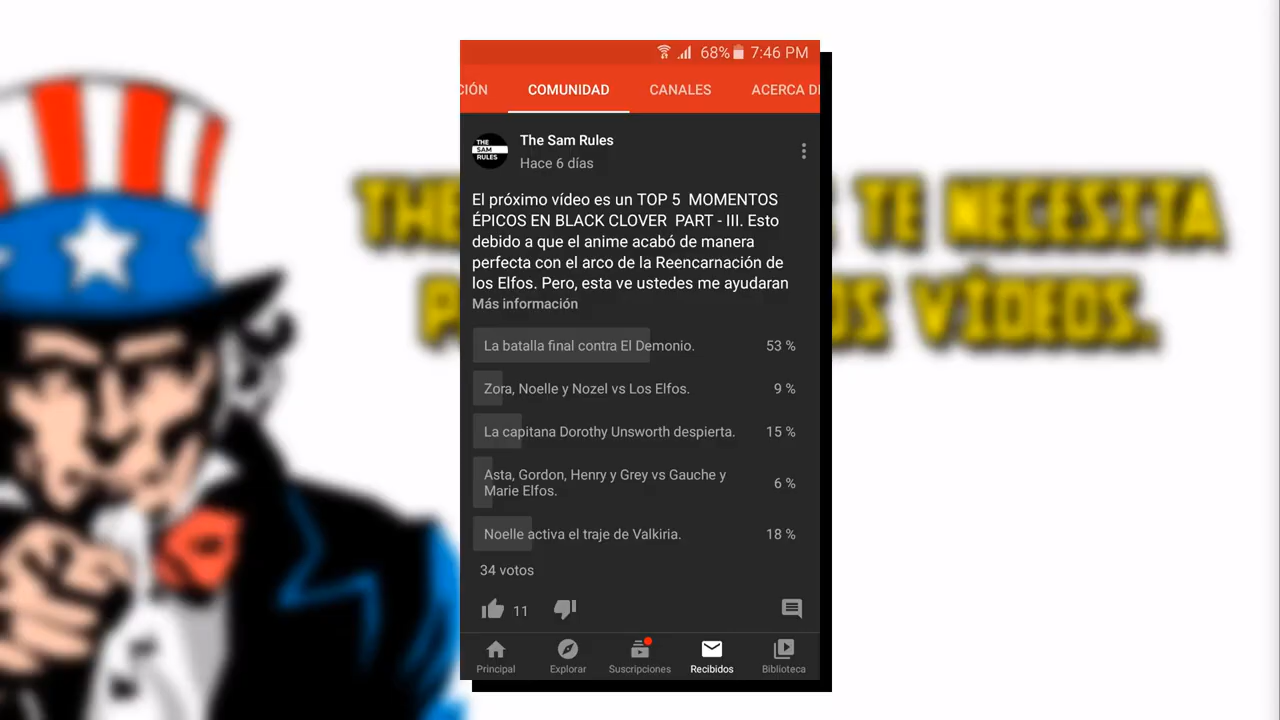 68% 7:46 PM
CIÓN COMUNIDAD CANALES ACERCA D
THE SAM RULES
The Sam Rules
Hace 6 días
El próximo vídeo es un TOP 5 MOMENTOS
ÉPICOS EN BLACK CLOVER PART - III. Esto
debido a que el anime acabó de manera
perfecta con el arco de la Reencarnación de
los Elfos. Pero, esta ve ustedes me ayudaran
Más información
La batalla final contra El Demonio. 53 %
Zora, Noelle y Nozel vs Los Elfos. 9 %
La capitana Dorothy Unsworth despierta. 15 %
Asta, Gordon, Henry y Grey vs Gauche y
Marie Elfos. 6 %
Noelle activa el traje de Valkiria. 18 %
34 votos
11
Principal Explorar Suscripciones Recibidos Biblioteca
THE TE NECESITA
P OS VÍDEOS.